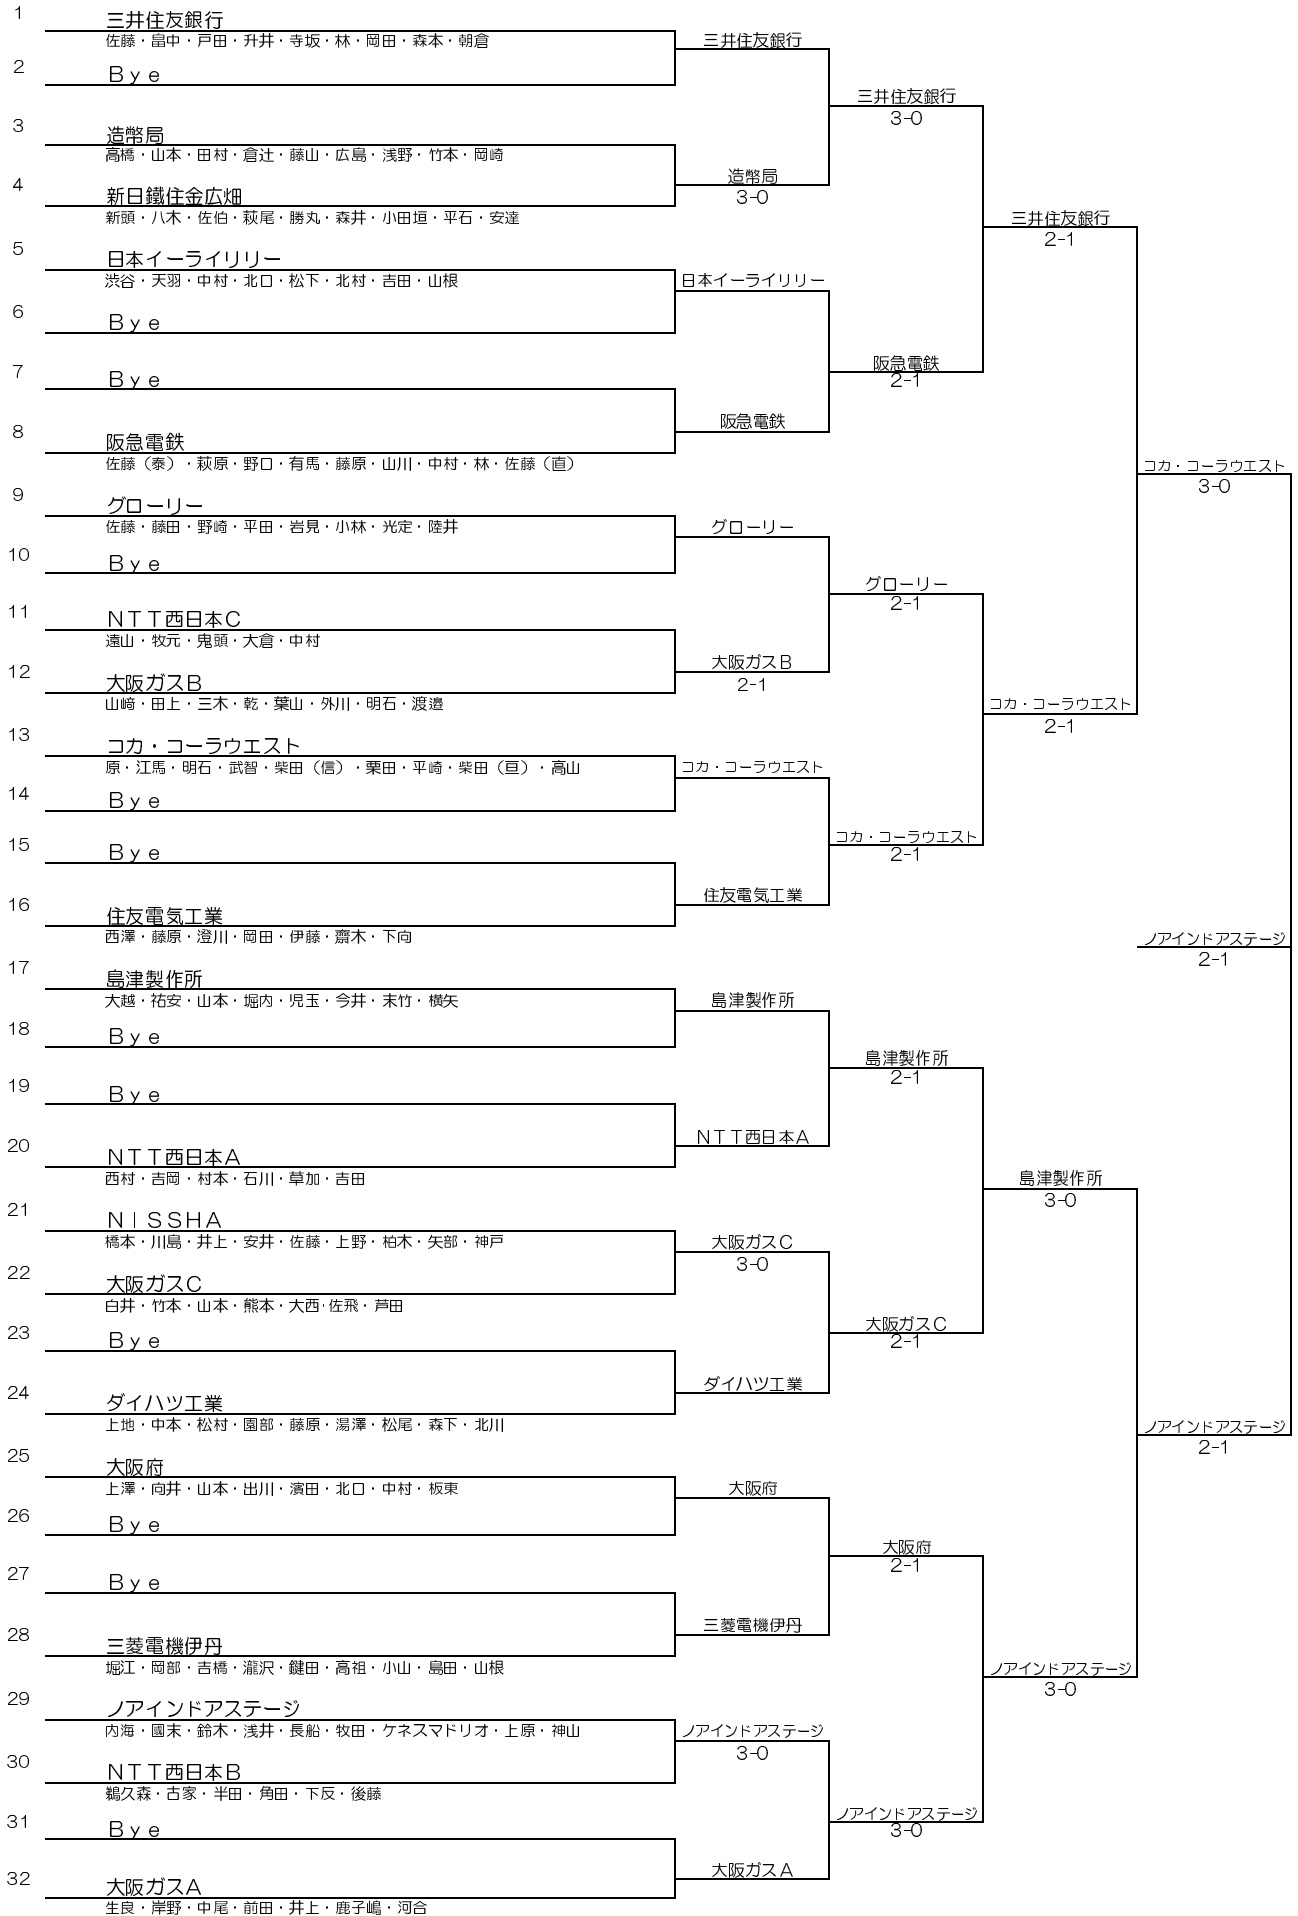 1 三井住友銀行
佐藤・畠中・戸田・升井・寺坂・林・岡田・森本・朝倉
三井住友銀行
2 Ｂｙｅ
三井住友銀行
3-0
3 造幣局
高橋・山本・田村・倉辻・藤山・広島・浅野・竹本・岡崎
造幣局
3-0
4 新日鐵住金広畑
新頭・八木・佐伯・萩尾・勝丸・森井・小田垣・平石・安達
三井住友銀行
2-1
5 日本イーライリリー
渋谷・天羽・中村・北口・松下・北村・吉田・山根
日本イーライリリー
6 Ｂｙｅ
阪急電鉄
2-1
7 Ｂｙｅ
阪急電鉄
8 阪急電鉄
佐藤（泰）・萩原・野口・有馬・藤原・山川・中村・林・佐藤（直）
コカ・コーラウエスト
3-0
9 グローリー
佐藤・藤田・野崎・平田・岩見・小林・光定・陸井
グローリー
10 Ｂｙｅ
グローリー
2-1
11 ＮＴＴ西日本Ｃ
遠山・牧元・鬼頭・大倉・中村
大阪ガスＢ
2-1
12 大阪ガスＢ
山﨑・田上・三木・乾・葉山・外川・明石・渡邉
コカ・コーラウエスト
2-1
13 コカ・コーラウエスト
原・江馬・明石・武智・柴田（信）・栗田・平崎・柴田（亘）・高山
コカ・コーラウエスト
14 Ｂｙｅ
コカ・コーラウエスト
2-1
15 Ｂｙｅ
住友電気工業
16 住友電気工業
西澤・藤原・澄川・岡田・伊藤・齋木・下向
ノアインドアステージ
2-1
17 島津製作所
大越・祐安・山本・堀内・児玉・今井・末竹・横矢
島津製作所
18 Ｂｙｅ
島津製作所
2-1
19 Ｂｙｅ
ＮＴＴ西日本Ａ
20 ＮＴＴ西日本Ａ
西村・吉岡・村本・石川・草加・吉田
島津製作所
3-0
21 ＮＩＳＳＨＡ
橋本・川島・井上・安井・佐藤・上野・柏木・矢部・神戸
大阪ガスＣ
3-0
22 大阪ガスＣ
白井・竹本・山本・熊本・大西・佐飛・芦田
大阪ガスＣ
2-1
23 Ｂｙｅ
ダイハツ工業
24 ダイハツ工業
上地・中本・松村・園部・藤原・湯澤・松尾・森下・北川
ノアインドアステージ
2-1
25 大阪府
上澤・向井・山本・出川・濱田・北口・中村・板東
大阪府
26 Ｂｙｅ
大阪府
2-1
27 Ｂｙｅ
三菱電機伊丹
28 三菱電機伊丹
堀江・岡部・吉橋・瀧沢・鍵田・高祖・小山・島田・山根
ノアインドアステージ
3-0
29 ノアインドアステージ
内海・國末・鈴木・浅井・長船・牧田・ケネスマドリオ・上原・神山
ノアインドアステージ
3-0
30 ＮＴＴ西日本Ｂ
鵜久森・古家・半田・角田・下反・後藤
ノアインドアステージ
3-0
31 Ｂｙｅ
大阪ガスＡ
32 大阪ガスＡ
生良・岸野・中尾・前田・井上・鹿子嶋・河合